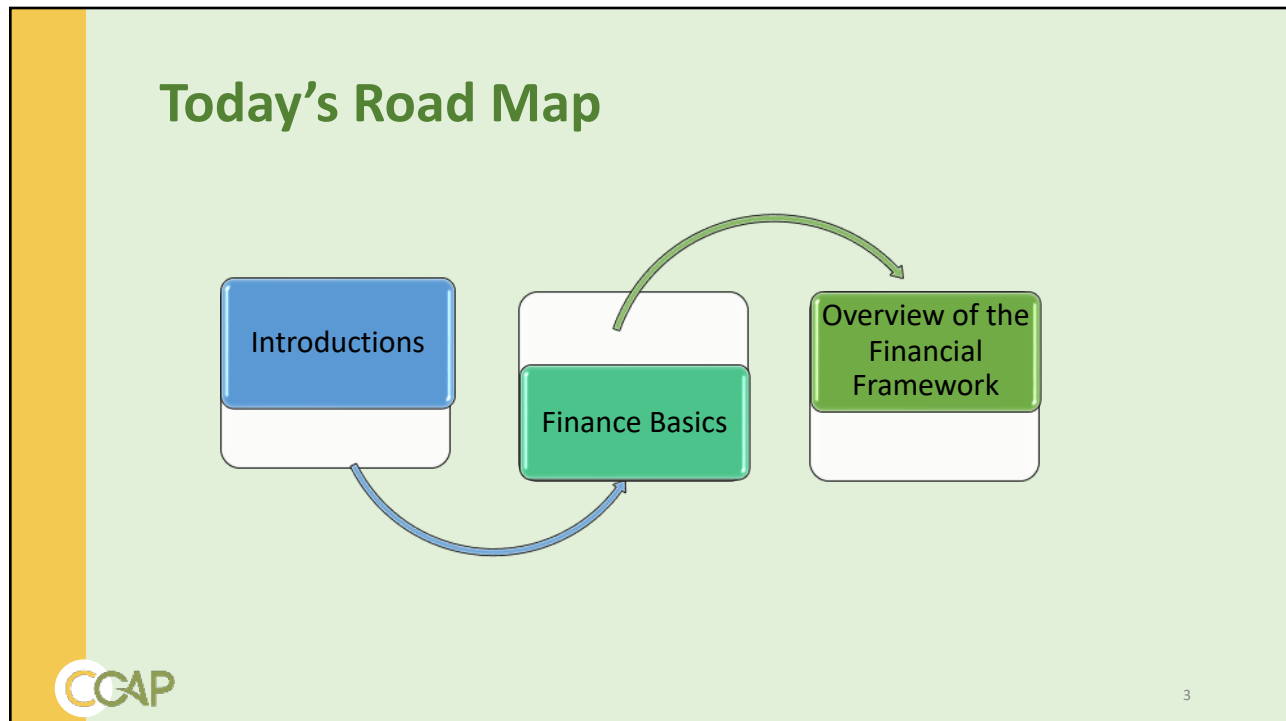 Today’s Road Map
Introductions
Finance Basics
Overview of the
Financial
Framework
CCAP
3